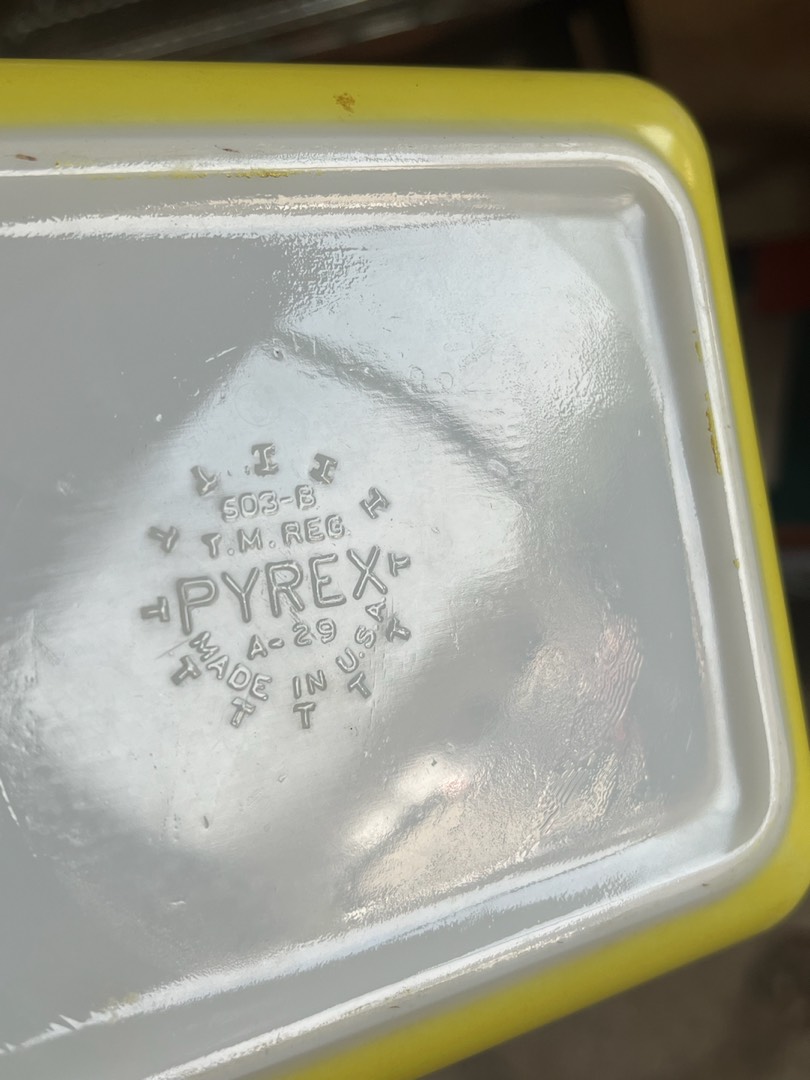 503-B
T.M. REG
PYREX
A-29
MADE IN U.S.A